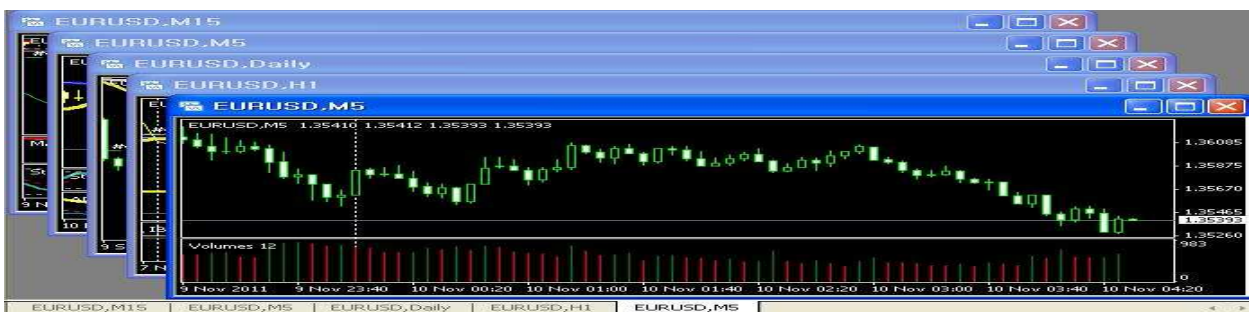 EURUSD,M15
EURUSD,M5
EURUSD,Daily
EURUSD,H1
EURUSD,M5
EURUSD,M5 1.35410 1.35412 1.35393 1.35393
1.36085
1.35875
1.35670
1.35465
1.35393
1.35260
Volumes 12
983
0
9 Nov 2011 9 Nov 23:40 10 Nov 00:20 10 Nov 01:00 10 Nov 01:40 10 Nov 02:20 10 Nov 03:00 10 Nov 03:40 10 Nov 04:20
EURUSD,M15 EURUSD,M5 EURUSD,Daily EURUSD,H1 EURUSD,M5